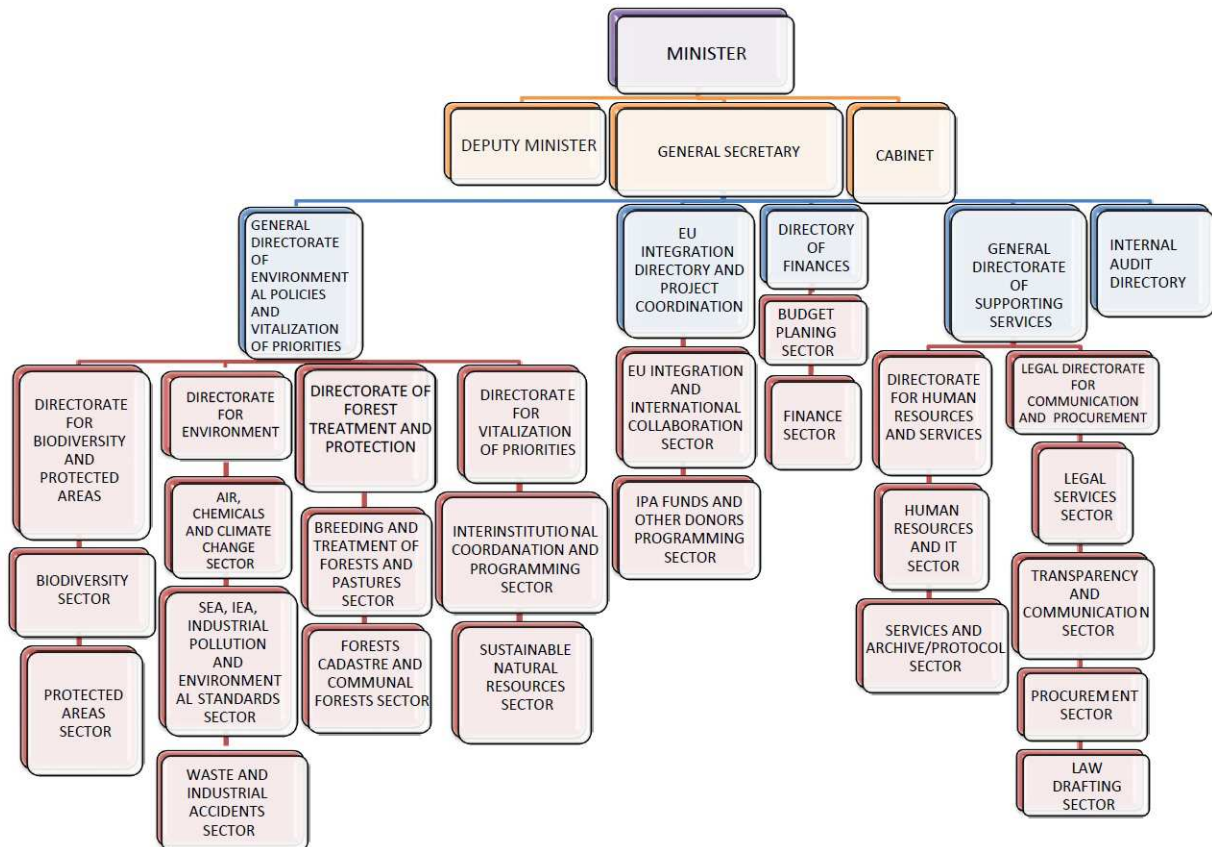 MINISTER
DEPUTY MINISTER
GENERAL SECRETARY
CABINET
GENERAL
DIRECTORATE
OF
ENVIRONMENT
AL POLICIES
AND
VITALIZATION
OF PRIORITIES
EU
INTEGRATION
DIRECTORY AND
PROJECT
COORDINATION
DIRECTORY
OF
FINANCES
GENERAL
DIRECTORATE
OF
SUPPORTING
SERVICES
INTERNAL
AUDIT
DIRECTORY
DIRECTORATE
FOR
BIODIVERSITY
AND
PROTECTED
AREAS
BIODIVERSITY
SECTOR
PROTECTED
AREAS
SECTOR
DIRECTORATE
FOR
ENVIRONMENT
AIR,
CHEMICALS
AND CLIMATE
CHANGE
SECTOR
SEA, IEA,
INDUSTRIAL
POLLUTION
AND
ENVIRONMENT
AL STANDARDS
SECTOR
WASTE AND
INDUSTRIAL
ACCIDENTS
SECTOR
DIRECTORATE OF
FOREST
TREATMENT AND
PROTECTION
BREEDING AND
TREATMENT OF
FORESTS AND
PASTURES
SECTOR
FORESTS
CADASTRE AND
COMMUNAL
FORESTS SECTOR
DIRECTORATE
FOR
VITALIZATION
OF PRIORITIES
INTERINSTITUTIONAL
COORDANATION AND
PROGRAMMING
SECTOR
SUSTAINABLE
NATURAL
RESOURCES
SECTOR
EU INTEGRATION
AND
INTERNATIONAL
COLLABORATION
SECTOR
IPA FUNDS AND
OTHER DONORS
PROGRAMMING
SECTOR
BUDGET
PLANING
SECTOR
FINANCE
SECTOR
DIRECTORATE
FOR HUMAN
RESOURCES
AND SERVICES
HUMAN
RESOURCES
AND IT
SECTOR
SERVICES AND
ARCHIVE/PROTOCOL
SECTOR
LEGAL DIRECTORATE
FOR
COMMUNICATION
AND PROCUREMENT
LEGAL
SERVICES
SECTOR
TRANSPARENCY
AND
COMMUNICATION
SECTOR
PROCUREMENT
SECTOR
LAW
DRAFTING
SECTOR